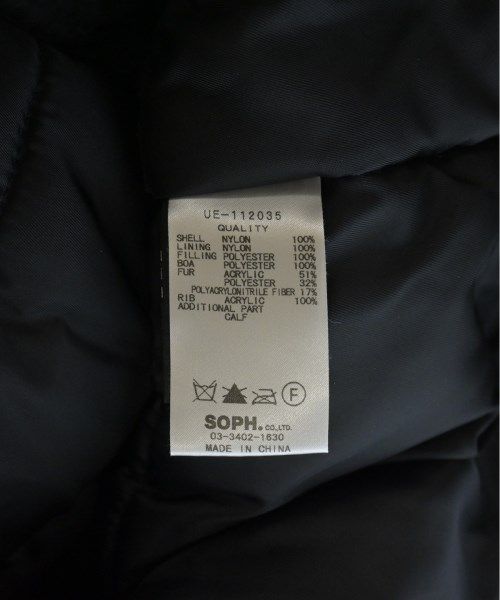 UE-112035
QUALITY
SHELL NYLON 100%
LINING NYLON 100%
FILLING POLYESTER 100%
BOA POLYESTER 100%
FUR ACRYLIC 51%
POLYESTER 32%
POLYACRYLONITRILE FIBER 17%
RIB ACRYLIC 100%
ADDITIONAL PART
CALF
F
SOPH.CO.,LTD.
03-3402-1630
MADE IN CHINA